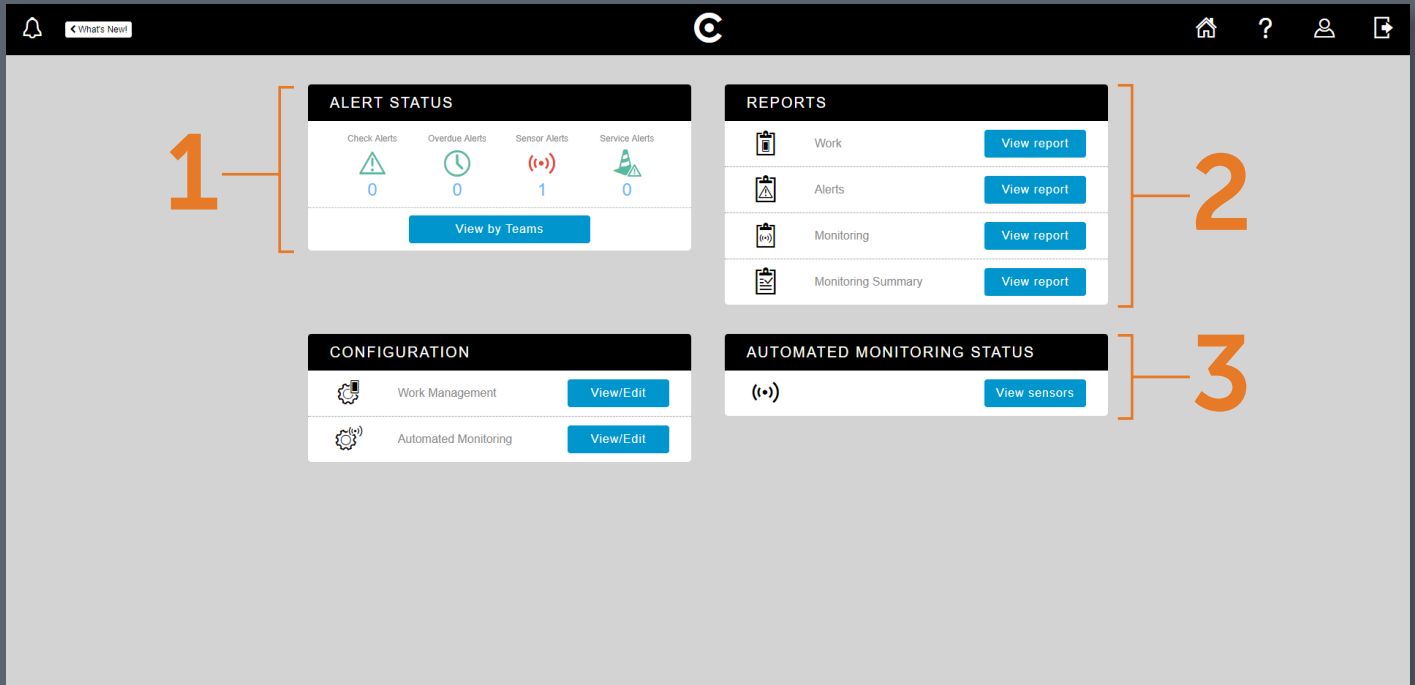 What's New!
ALERT STATUS
Check Alerts Overdue Alerts Sensor Alerts Service Alerts
0 0 1 0
View by Teams
1
REPORTS
Work View report
Alerts View report
Monitoring View report
Monitoring Summary View report
2
CONFIGURATION
Work Management View/Edit
Automated Monitoring View/Edit
AUTOMATED MONITORING STATUS
View sensors
3